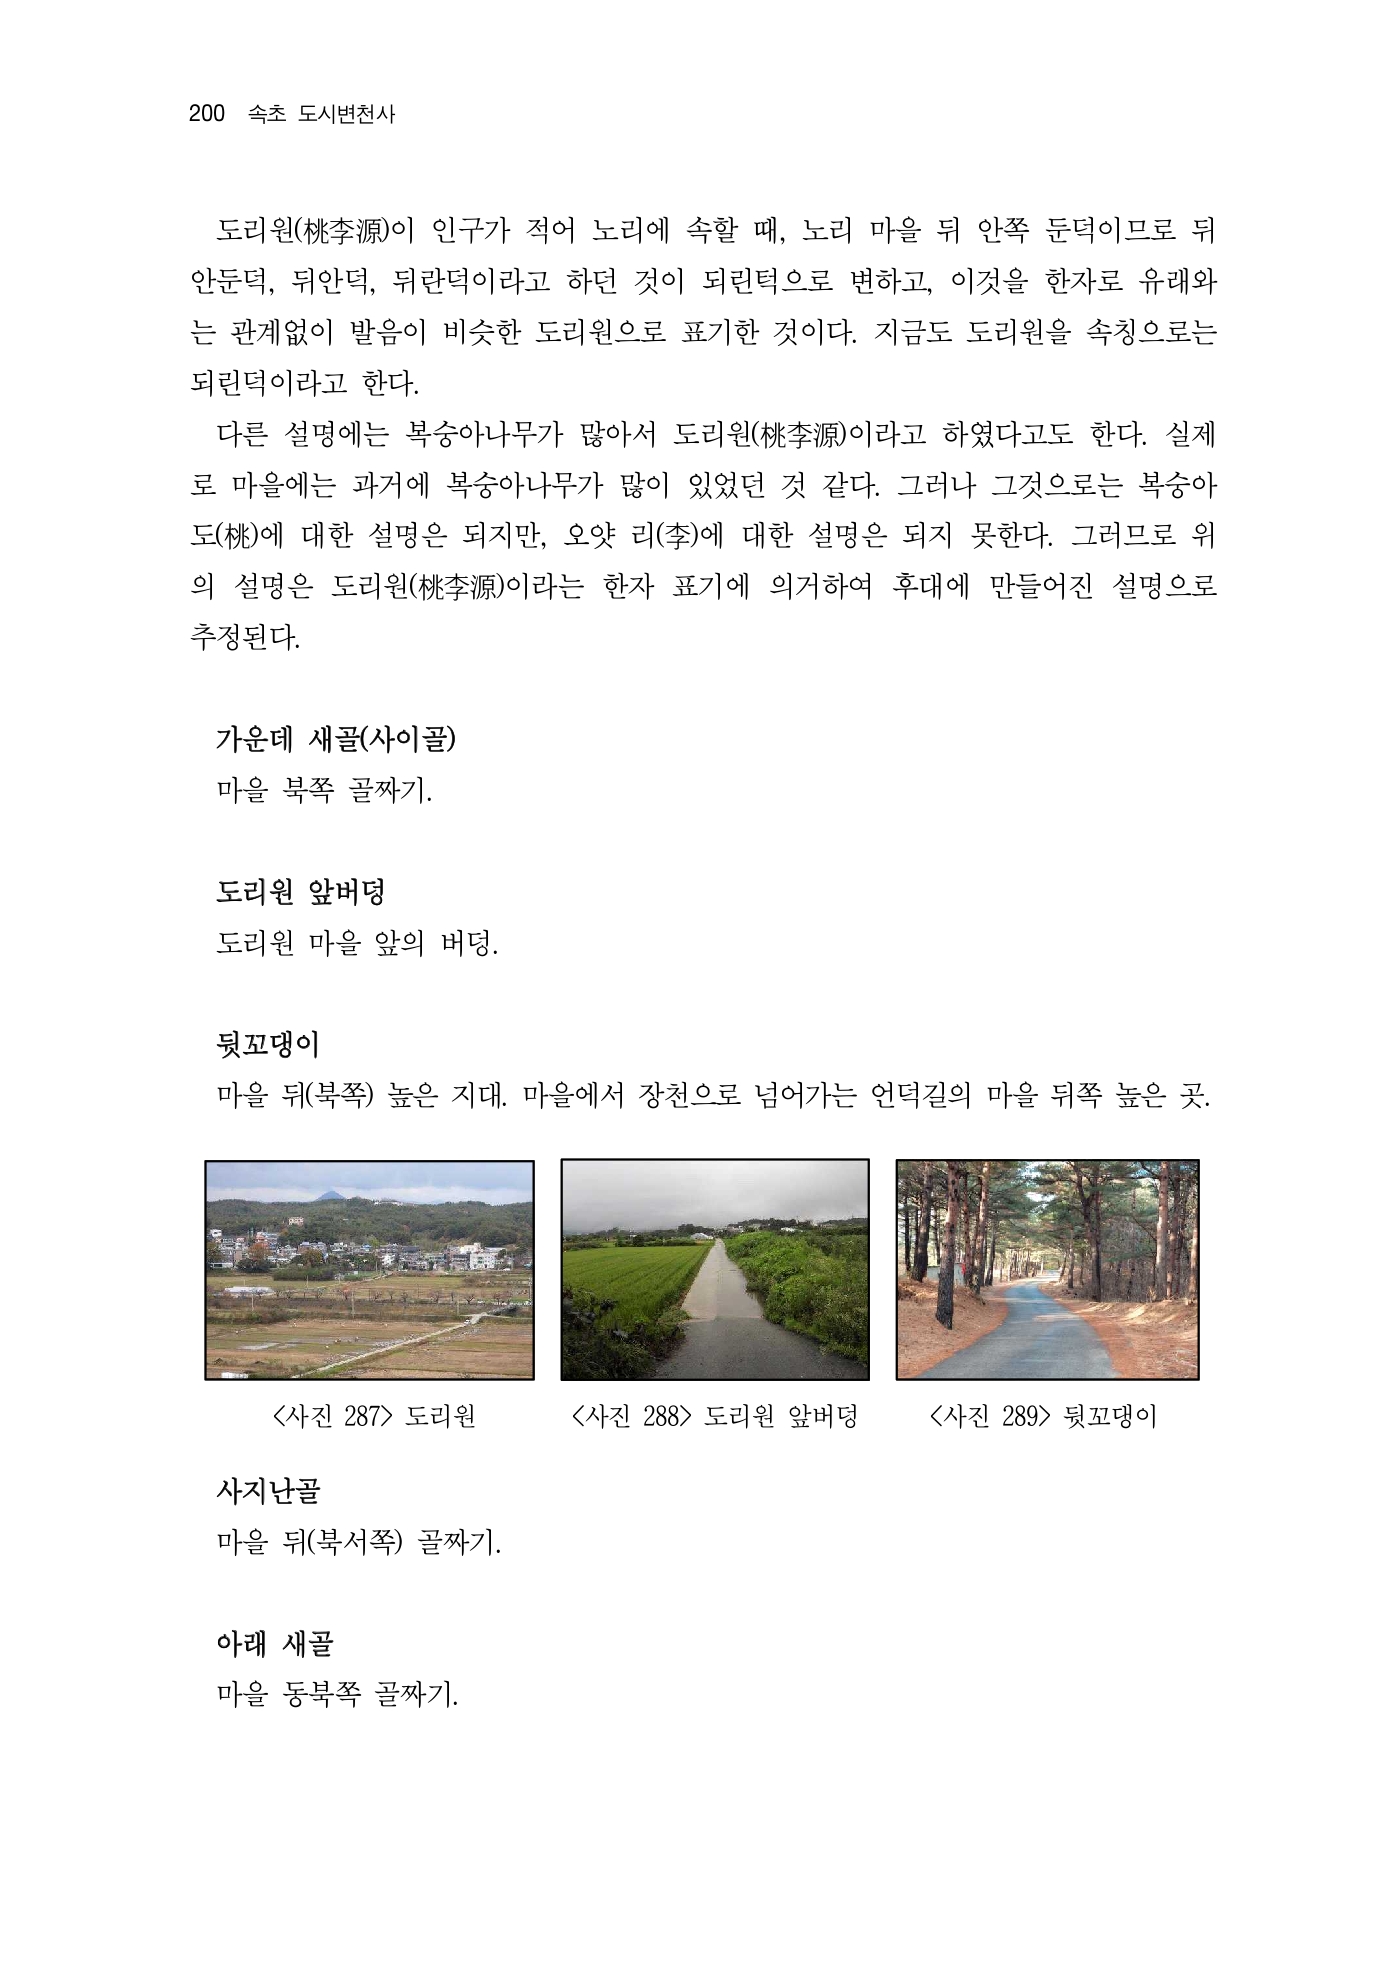 200 속초 도시변천사
도리원(桃李源)이 인구가 적어 노리에 속할 때, 노리 마을 뒤 안쪽 둔덕이므로 뒤
안둔덕, 뒤안덕, 뒤란덕이라고 하던 것이 되린턱으로 변하고, 이것을 한자로 유래와
는 관계없이 발음이 비슷한 도리원으로 표기한 것이다. 지금도 도리원을 속칭으로는
되린덕이라고 한다.
다른 설명에는 복숭아나무가 많아서 도리원(桃李源)이라고 하였다고도 한다. 실제
로 마을에는 과거에 복숭아나무가 많이 있었던 것 같다. 그러나 그것으로는 복숭아
도(桃)에 대한 설명은 되지만, 오얏 리(李)에 대한 설명은 되지 못한다. 그러므로 위
의 설명은 도리원(桃李源)이라는 한자 표기에 의거하여 후대에 만들어진 설명으로
추정된다.
가운데 새골(사이골)
마을 북쪽 골짜기.
도리원 앞버덩
도리원 마을 앞의 버덩.
뒷꼬댕이
마을 뒤(북쪽) 높은 지대. 마을에서 장천으로 넘어가는 언덕길의 마을 뒤쪽 높은 곳.
<사진 287> 도리원
<사진 288> 도리원 앞버덩
<사진 289> 뒷꼬댕이
사지난골
마을 뒤(북서쪽) 골짜기.
아래 새골
마을 동북쪽 골짜기.